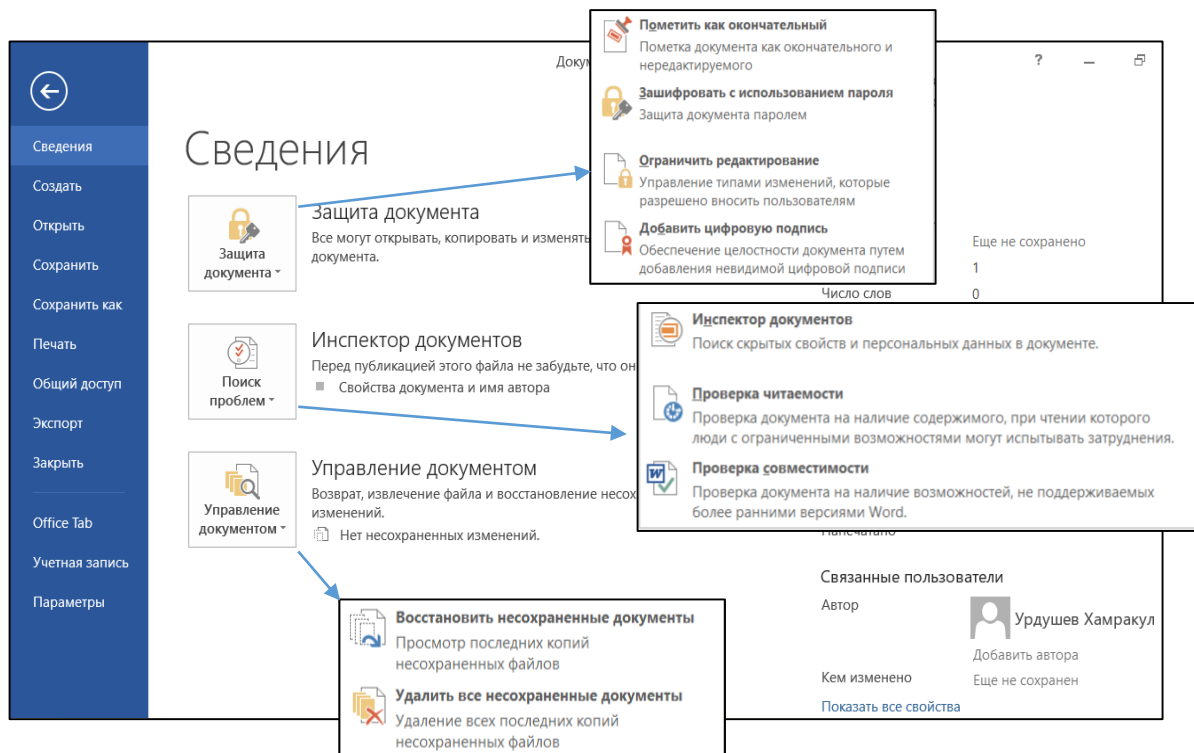 Доку
?
Сведения
Создать
Открыть
Сохранить
Сохранить как
Печать
Общий доступ
Экспорт
Закрыть
Office Tab
Учетная запись
Параметры
Сведения
Защита
документа
Защита документа
Все могут открывать, копировать и изменять
документа.
Поиск
проблем
Инспектор документов
Перед публикацией этого файла не забудьте, что он
Свойства документа и имя автора
Управление
документом
Управление документом
Возврат, извлечение файла и восстановление несох
изменений.
Нет несохраненных изменений.
Пометить как окончательный
Пометка документа как окончательного и
нередактируемого
Зашифровать с использованием пароля
Защита документа паролем
Ограничить редактирование
Управление типами изменений, которые
разрешено вносить пользователям
Добавить цифровую подпись
Обеспечение целостности документа путем
добавления невидимой цифровой подписи
Еще не сохранено
1
Число слов 0
Инспектор документов
Поиск скрытых свойств и персональных данных в документе.
Проверка читаемости
Проверка документа на наличие содержимого, при чтении которого
люди с ограниченными возможностями могут испытывать затруднения.
Проверка совместимости
Проверка документа на наличие возможностей, не поддерживаемых
более ранними версиями Word.
Напечатано
Связанные пользователи
Автор
Урдушев Хамракул
Добавить автора
Кем изменено Еще не сохранен
Показать все свойства
Восстановить несохраненные документы
Просмотр последних копий
несохраненных файлов
Удалить все несохраненные документы
Удаление всех последних копий
несохраненных файлов